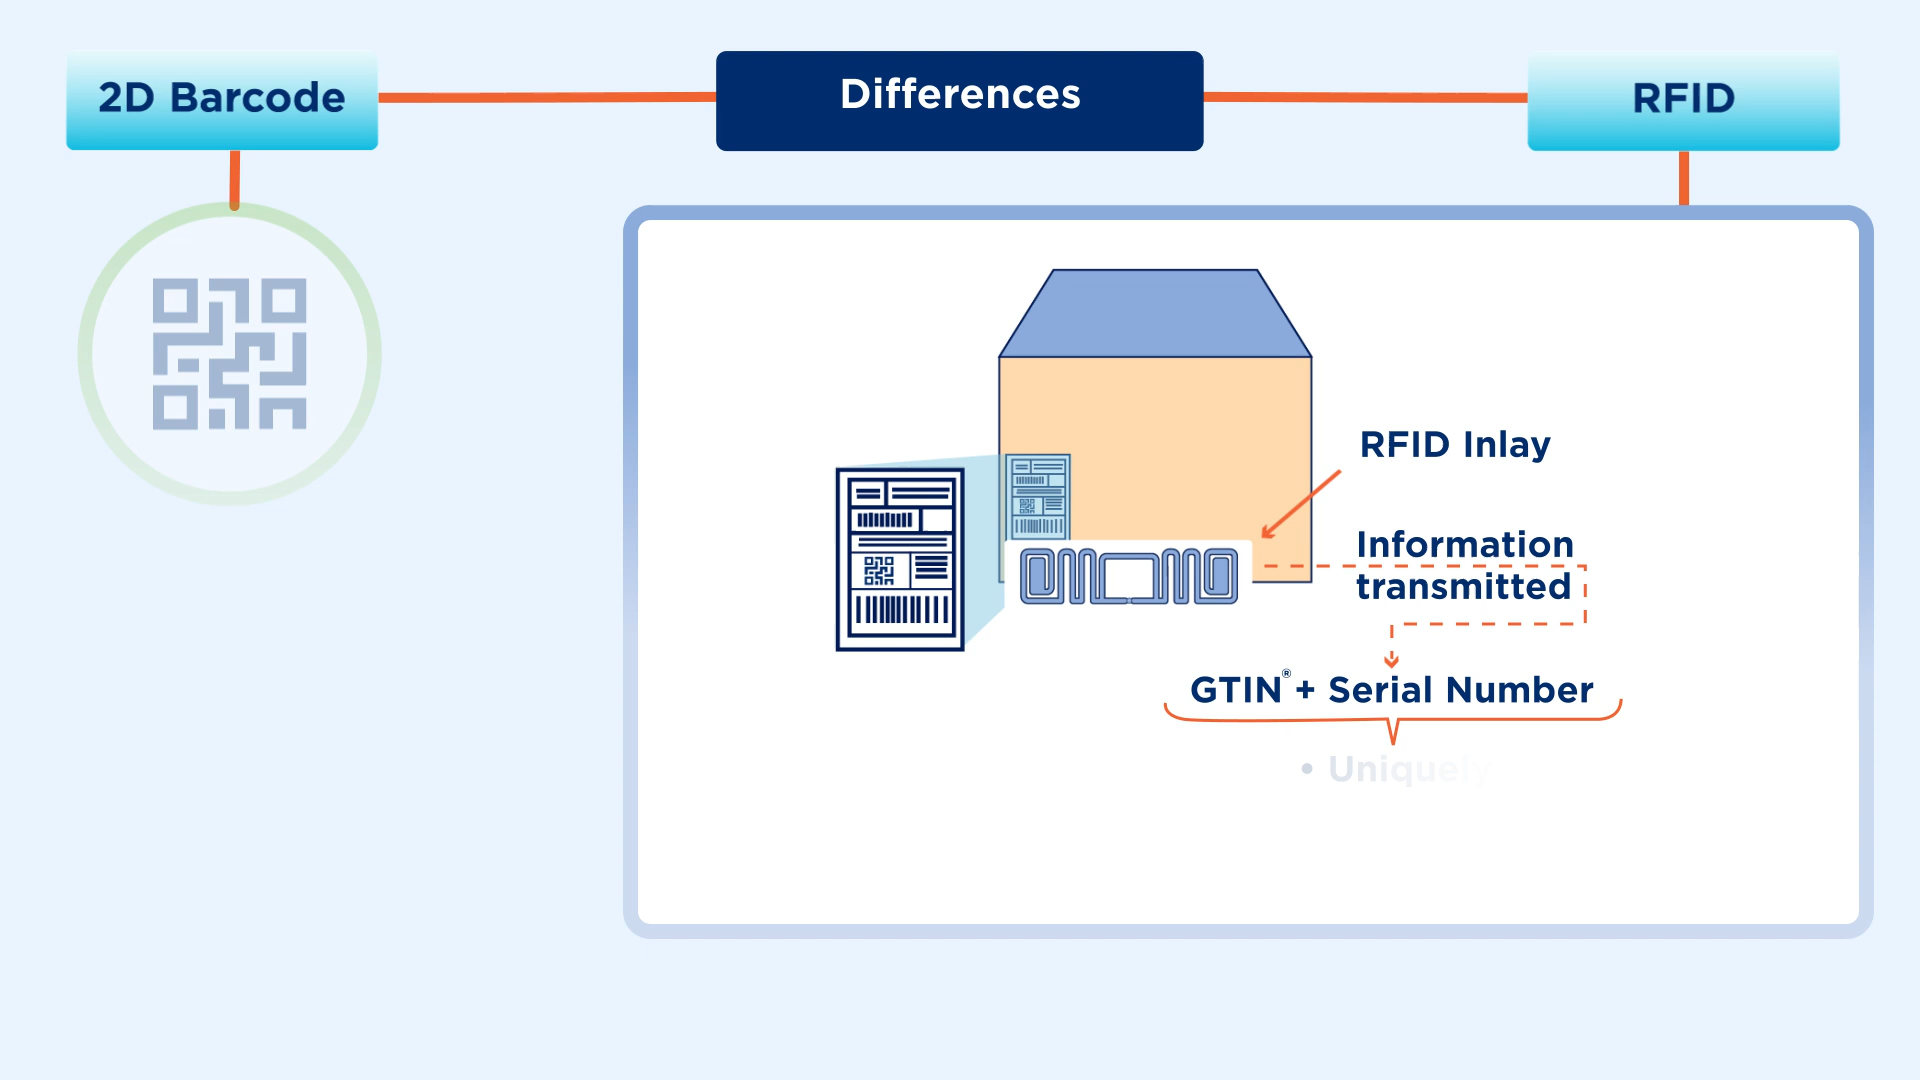 2D Barcode
Differences
RFID
RFID Inlay
Information
transmitted
GTIN® + Serial Number
• Uniquely